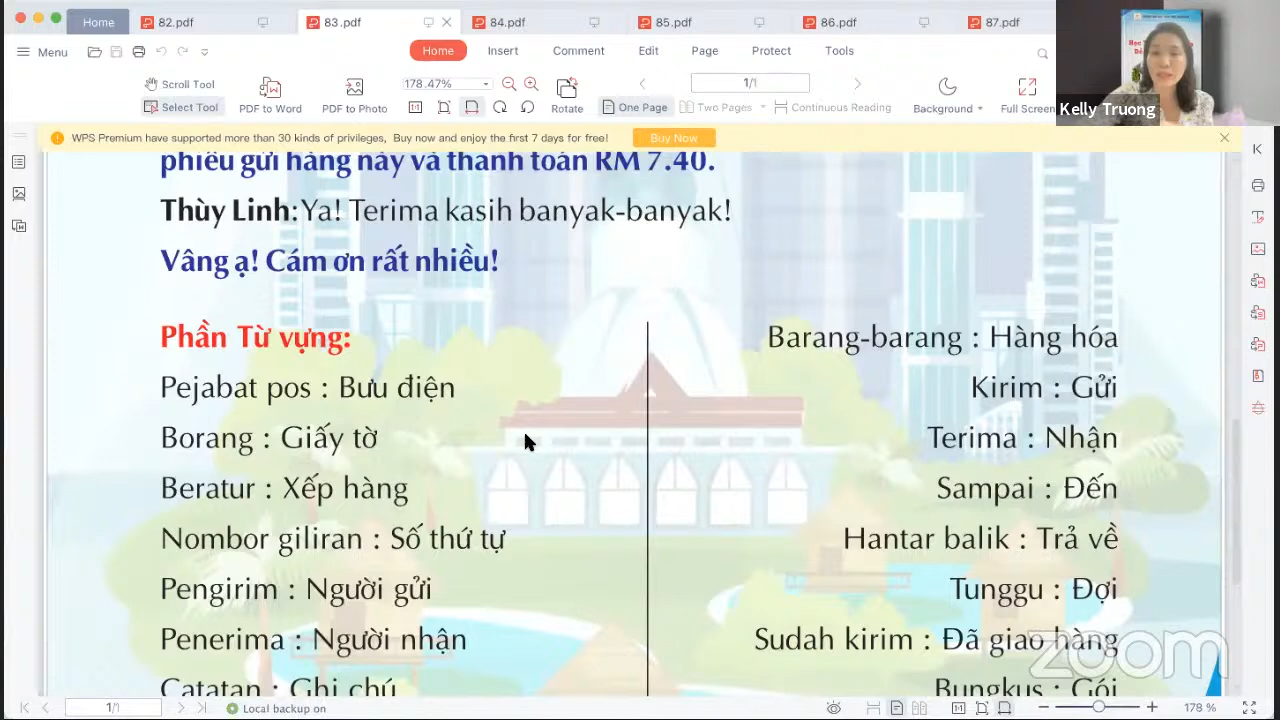 Home
82.pdf
83.pdf
84.pdf
85.pdf
86.pdf
87.pdf
Menu
Home
Insert
Comment
Edit
Page
Protect
Tools
Scroll Tool
Select Tool
PDF to Word
PDF to Photo
178.47%
Rotate
1/1
One Page
Two Pages
Continuous Reading
Background
Full Screen
Kelly Truong
WPS Premium have supported more than 30 kinds of privileges, Buy now and enjoy the first 7 days for free!
Buy Now
phiếu gửi hàng này và thanh toán RM 7.40.
Thùy Linh: Ya! Terima kasih banyak-banyak!
Vâng ạ! Cám ơn rất nhiều!
Phần Từ vựng:
Pejabat pos : Bưu điện
Borang : Giấy tờ
Beratur : Xếp hàng
Nombor giliran : Số thứ tự
Pengirim : Người gửi
Penerima : Người nhận
Catatan : Ghi chú
Barang-barang : Hàng hóa
Kirim : Gửi
Terima : Nhận
Sampai : Đến
Hantar balik : Trả về
Tunggu : Đợi
Sudah kirim : Đã giao hàng
Bungkus : Gói
zoom
1/1
Local backup on
178 %